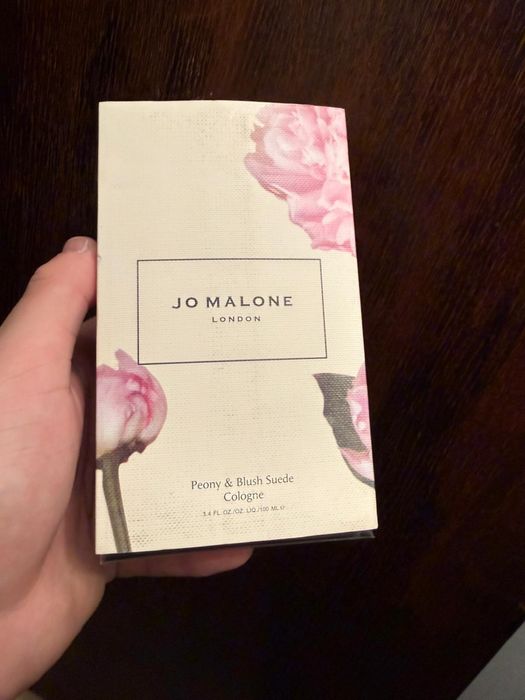 JO MALONE
LONDON
Peony & Blush Suede
Cologne
3.4 FL.OZ./OZ. LIQ./100 ML ℮